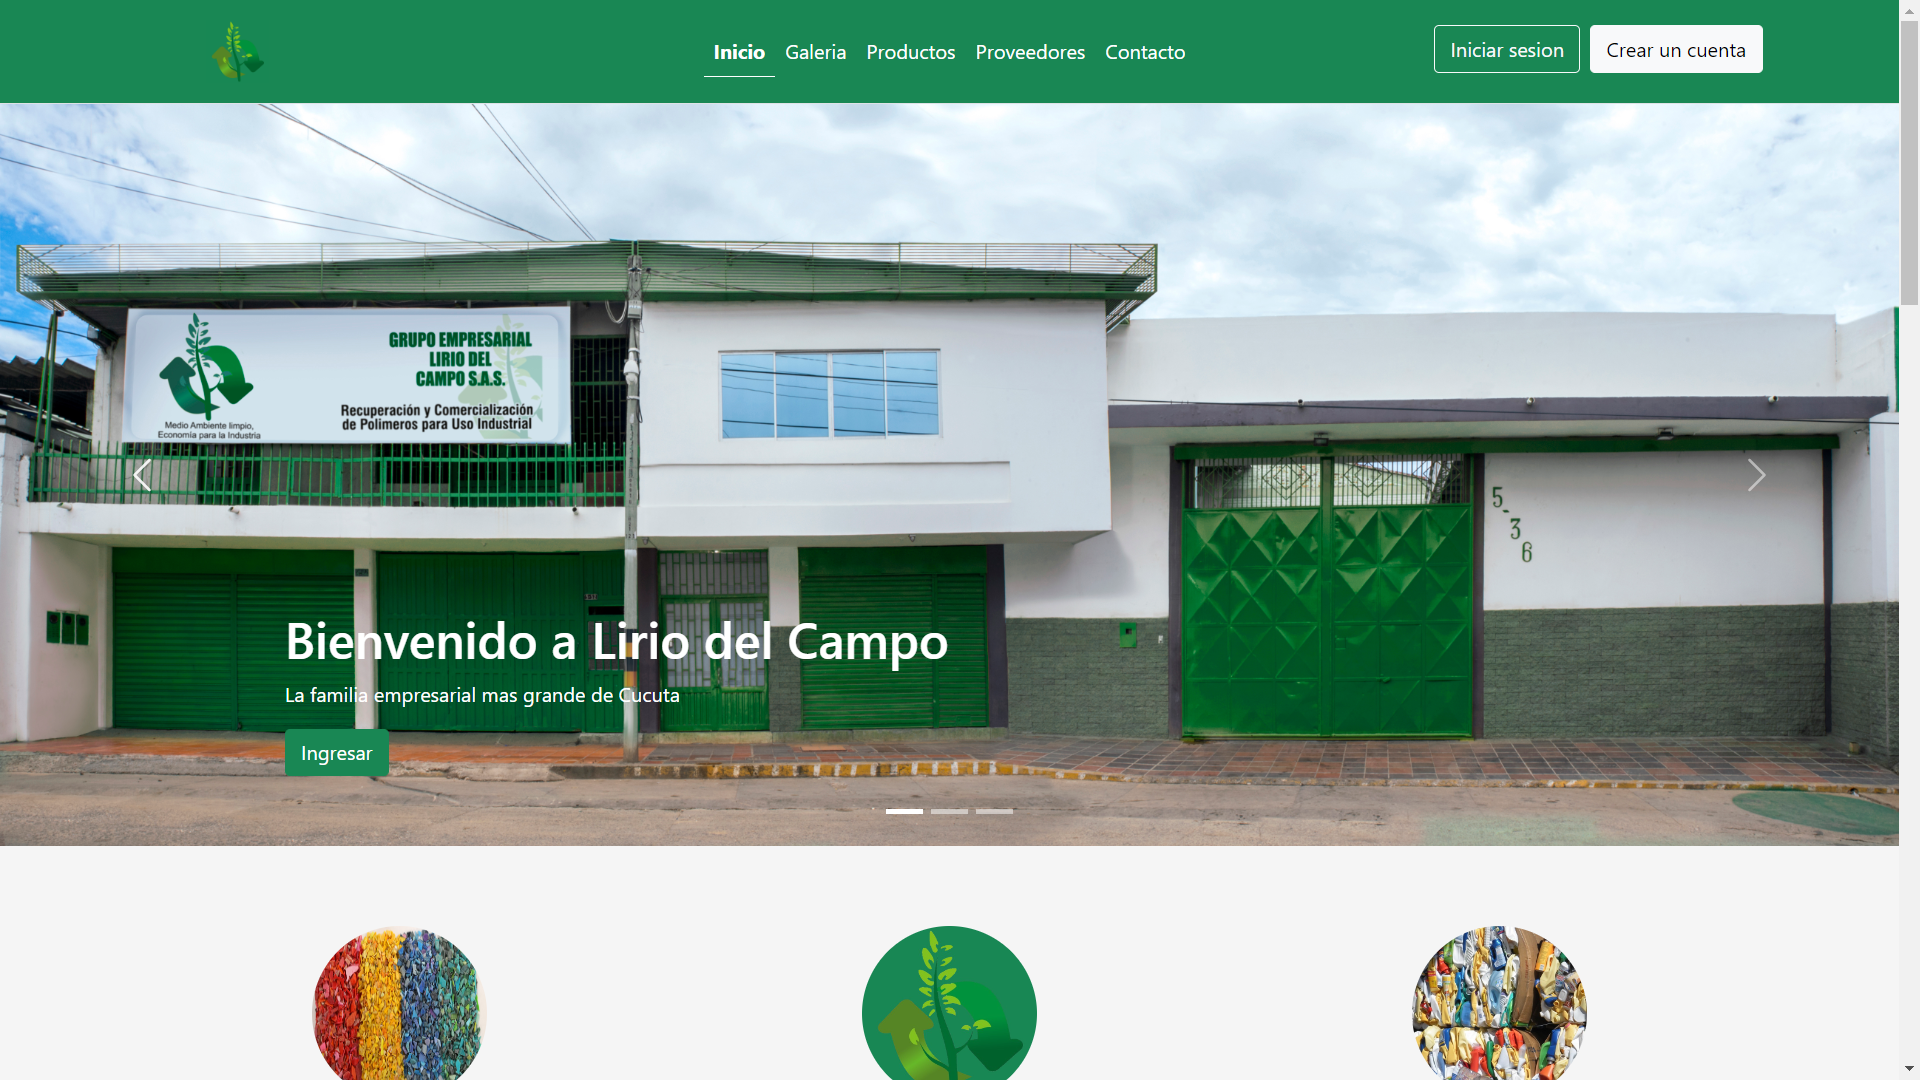 Inicio
Galeria
Productos
Proveedores
Contacto
Iniciar sesion
Crear un cuenta
GRUPO EMPRESARIAL
LIRIO DEL
CAMPO S.A.S.
Recuperación y Comercialización
de Polimeros para Uso Industrial
Medio Ambiente limpio,
Economía para la Industria
5-
3
6
Bienvenido a Lirio del Campo
La familia empresarial mas grande de Cucuta
Ingresar